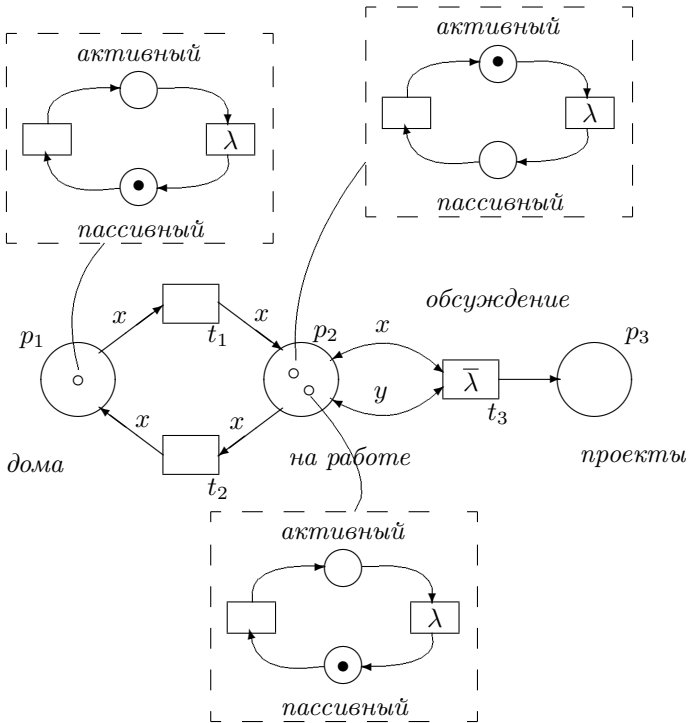 активный
λ
пассивный
активный
λ
пассивный
обсуждение
p1
x
t1
x
p2
x
λ̅
p3
y
t3
x
t2
x
дома
на работе
проекты
активный
λ
пассивный